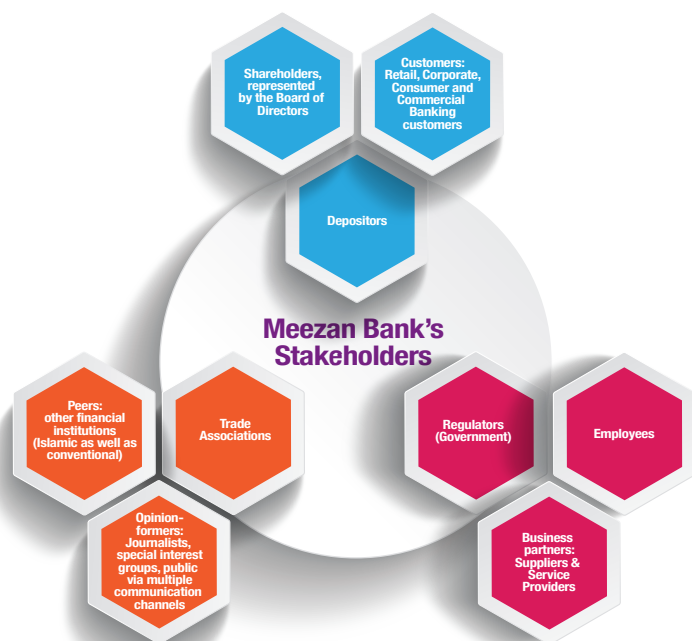 Shareholders,
represented
by the Board of
Directors
Customers:
Retail, Corporate,
Consumer and
Commercial
Banking
customers
Depositors
Meezan Bank's
Stakeholders
Peers:
other financial
institutions
(Islamic as well as
conventional)
Trade
Associations
Opinion-
formers:
Journalists,
special interest
groups, public
via multiple
communication
channels
Regulators
(Government)
Employees
Business
partners:
Suppliers &
Service
Providers